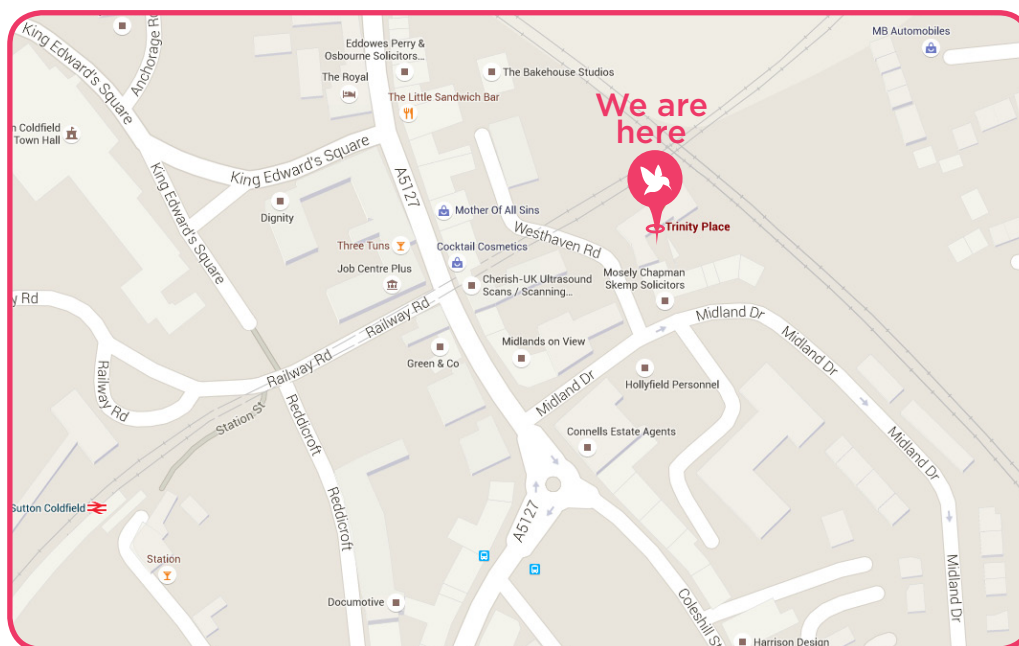 King Edward's Square
Anchorage Rd
Eddowes Perry &
Osbourne Solicitors...
The Royal
The Bakehouse Studios
MB Automobiles
The Little Sandwich Bar
We are
here
n Coldfield
Town Hall
King Edward's Square
King Edward's Square
A5127
Dignity
Mother Of All Sins
Westhaven Rd
Trinity Place
Three Tuns
Cocktail Cosmetics
Job Centre Plus
Cherish-UK Ultrasound
Scans / Scanning...
Mosely Chapman
Skemp Solicitors
y Rd
Railway Rd
Midland Dr
Midland Dr
Railway Rd
Green & Co
Midlands on View
Railway Rd
Hollyfield Personnel
Midland Dr
Station St
Reddicroft
Connells Estate Agents
Midland Dr
Sutton Coldfield
Reddicroft
A5127
Station
Midland Dr
Documotive
Coleshill St
Harrison Design